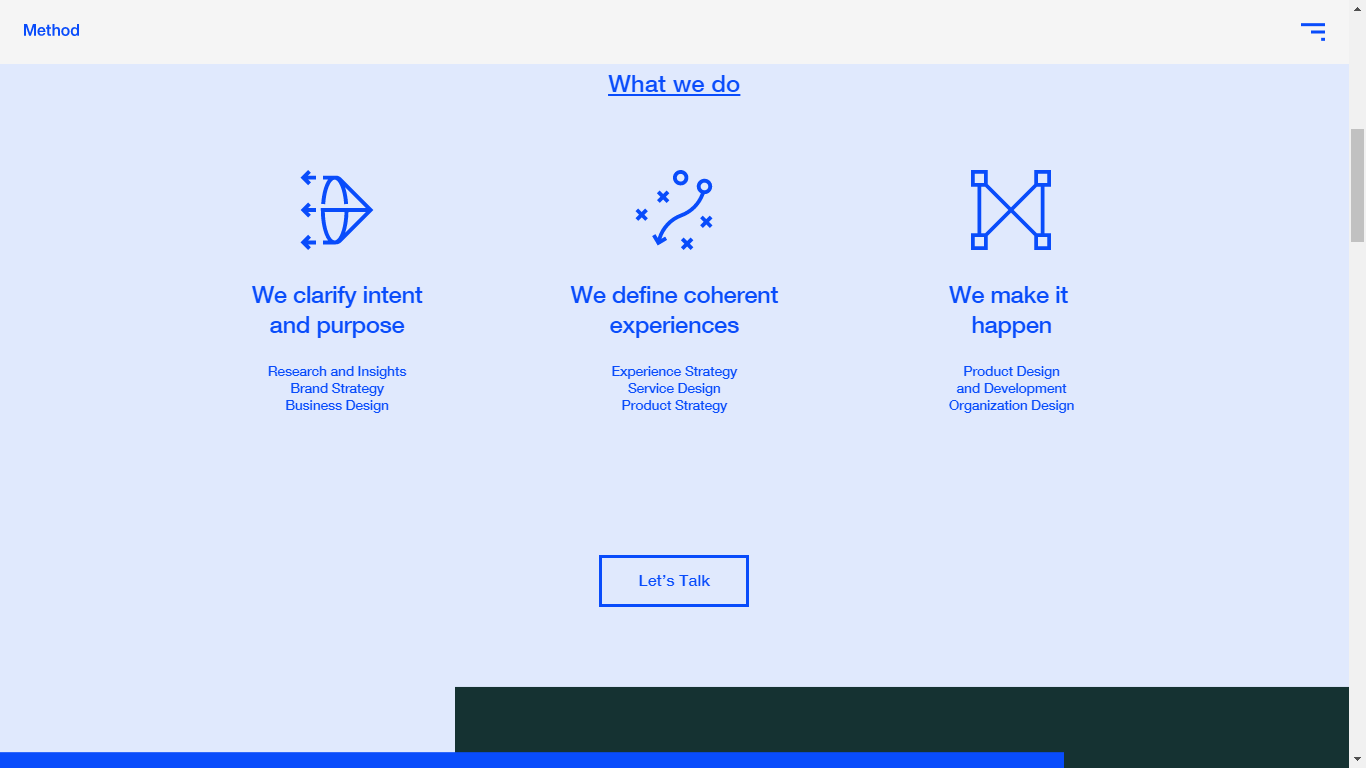 Method
What we do
We clarify intent
and purpose
Research and Insights
Brand Strategy
Business Design
We define coherent
experiences
Experience Strategy
Service Design
Product Strategy
We make it
happen
Product Design
and Development
Organization Design
Let’s Talk